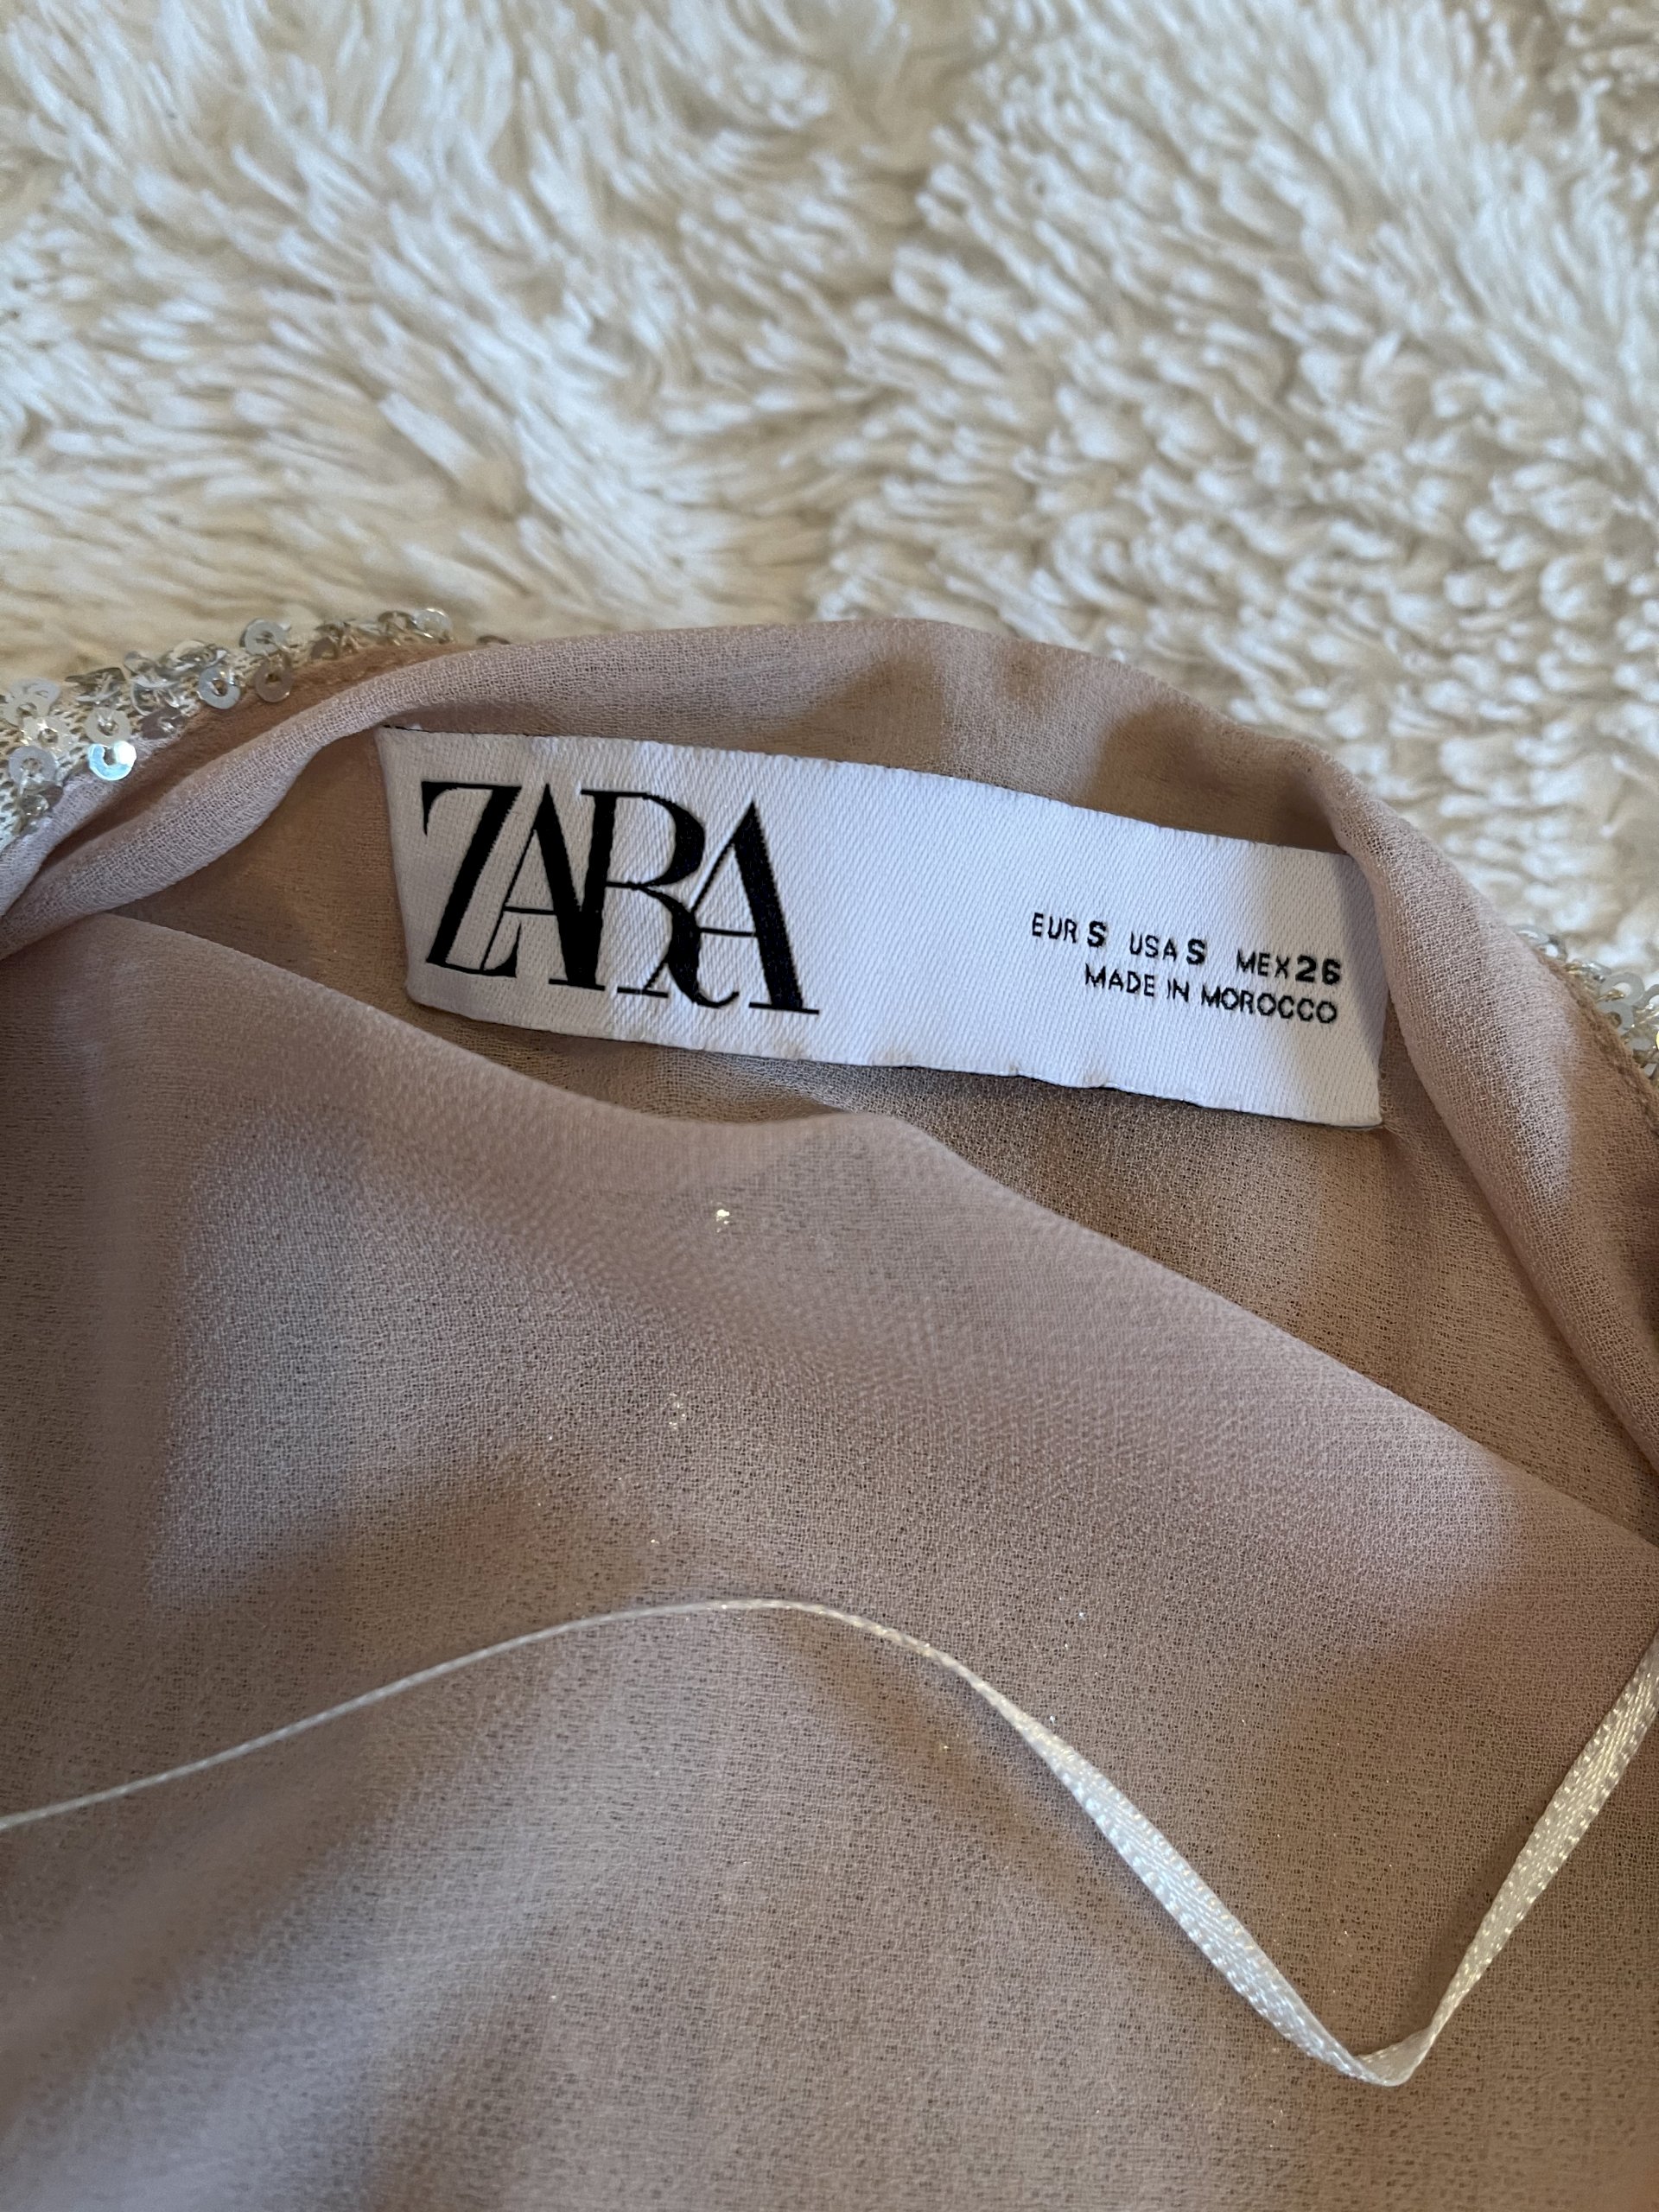 ZARA
EUR S USA S MEX 26
MADE IN MOROCCO